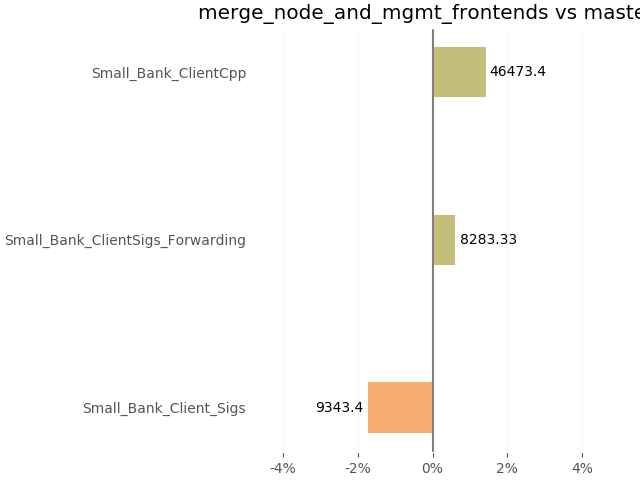 merge_node_and_mgmt_frontends vs maste
Small_Bank_ClientCpp
46473.4
Small_Bank_ClientSigs_Forwarding
8283.33
Small_Bank_Client_Sigs
9343.4
-4%
-2%
0%
2%
4%